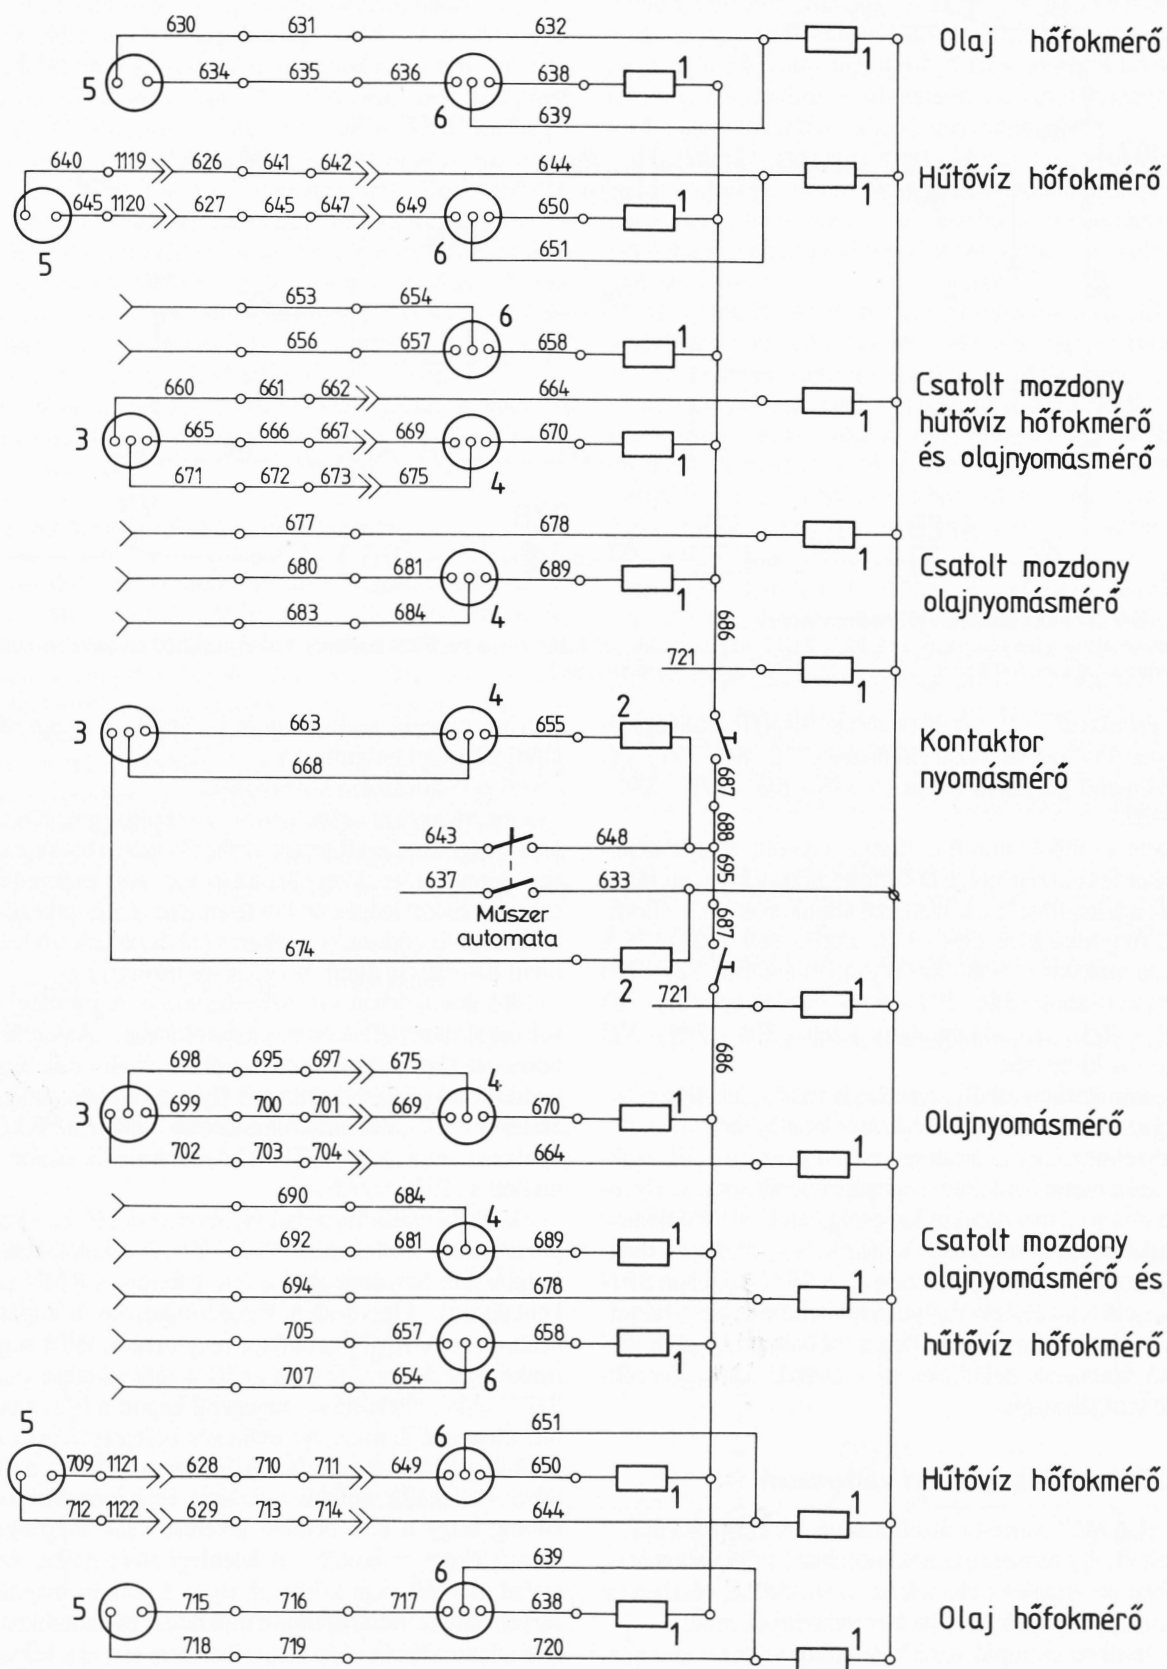 630 631 632 1 Olaj hőfokmérő
5 634 635 636 6 638 1
639
640 1119 626 641 642 644 1 Hűtővíz hőfokmérő
5 645 1120 627 645 647 649 6 650 1
651
653 654 6
656 657 658 1
660 661 662 664 1 Csatolt mozdony
3 665 666 667 669 670 1 hűtővíz hőfokmérő
671 672 673 675 4 és olajnyomásmérő
677 678 1
680 681 689 1 Csatolt mozdony
683 684 4 olajnyomásmérő
686
721 1
3 663 4 655 2 Kontaktor
668 nyomásmérő
687
688
643 648
695
637 633
Műszer
automata
687
674 2
721 1
686
698 695 697 675 4
3 699 700 701 669 670 1 Olajnyomásmérő
702 703 704 664 1
690 684 4
692 681 689 1 Csatolt mozdony
694 678 1 olajnyomásmérő és
705 657 6 658 1 hűtővíz hőfokmérő
707 654
5 709 1121 628 710 711 649 6 651
650 1 Hűtővíz hőfokmérő
712 1122 629 713 714 644 1
639
5 715 716 717 6 638 1 Olaj hőfokmérő
718 719 720 1